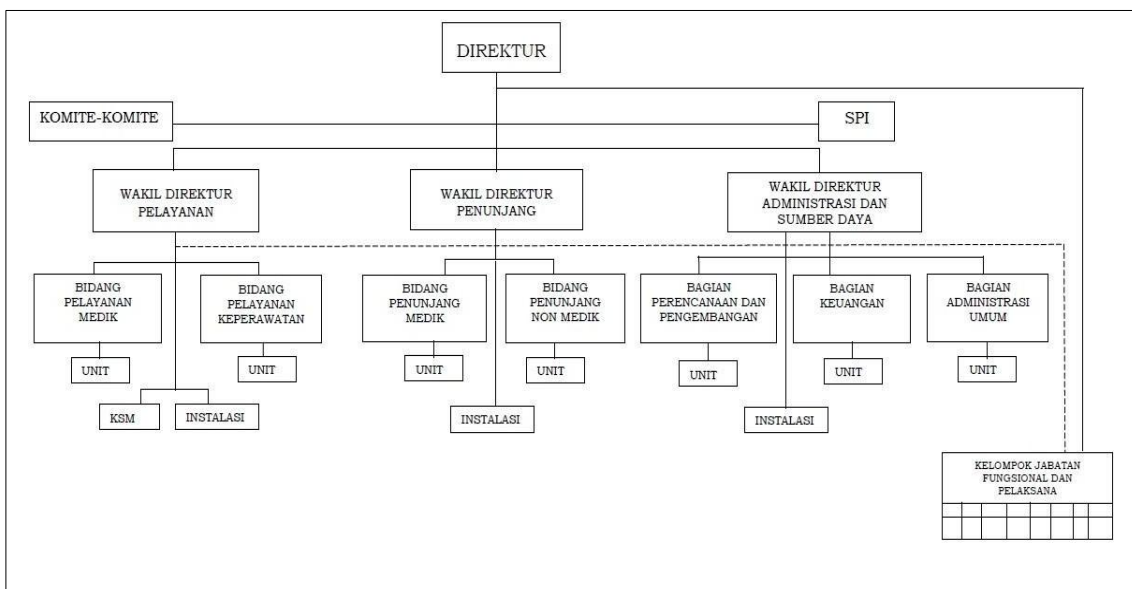 DIREKTUR
KOMITE-KOMITE
SPI
WAKIL DIREKTUR
PELAYANAN
WAKIL DIREKTUR
PENUNJANG
WAKIL DIREKTUR
ADMINISTRASI DAN
SUMBER DAYA
BIDANG
PELAYANAN
MEDIK
BIDANG
PELAYANAN
KEPERAWATAN
BIDANG
PENUNJANG
MEDIK
BIDANG
PENUNJANG
NON MEDIK
BAGIAN
PERENCANAAN DAN
PENGEMBANGAN
BAGIAN
KEUANGAN
BAGIAN
ADMINISTRASI
UMUM
UNIT
UNIT
UNIT
UNIT
UNIT
UNIT
UNIT
KSM
INSTALASI
INSTALASI
INSTALASI
KELOMPOK JABATAN
FUNGSIONAL DAN
PELAKSANA